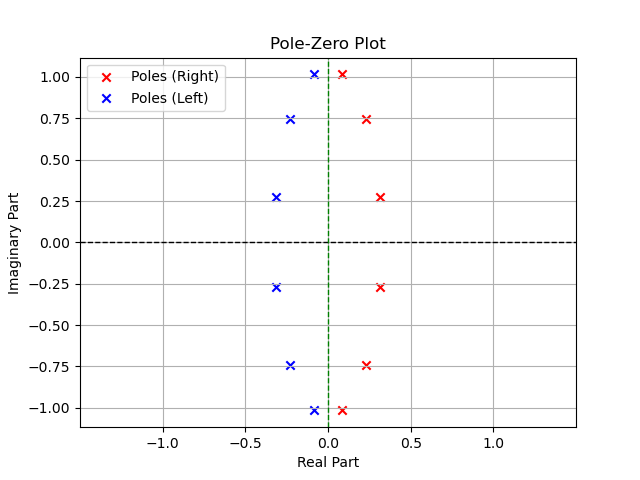 Pole-Zero Plot
Poles (Right)
Poles (Left)
1.00
0.75
0.50
0.25
0.00
−0.25
−0.50
−0.75
−1.00
Imaginary Part
−1.0
−0.5
0.0
0.5
1.0
Real Part